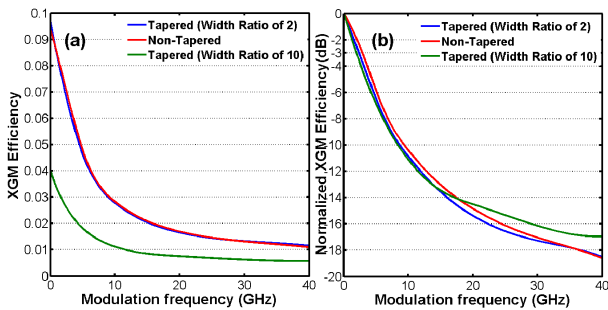 (a)
Tapered (Width Ratio of 2)
Non-Tapered
Tapered (Width Ratio of 10)
XGM Efficiency
0.1
0.09
0.08
0.07
0.06
0.05
0.04
0.03
0.02
0.01
0
0 10 20 30 40
Modulation frequency (GHz)
(b)
Tapered (Width Ratio of 2)
Non-Tapered
Tapered (Width Ratio of 10)
Normalized XGM Efficiency(dB)
0
-2
-4
-6
-8
-10
-12
-14
-16
-18
-20
0 10 20 30 40
Modulation frequency (GHz)